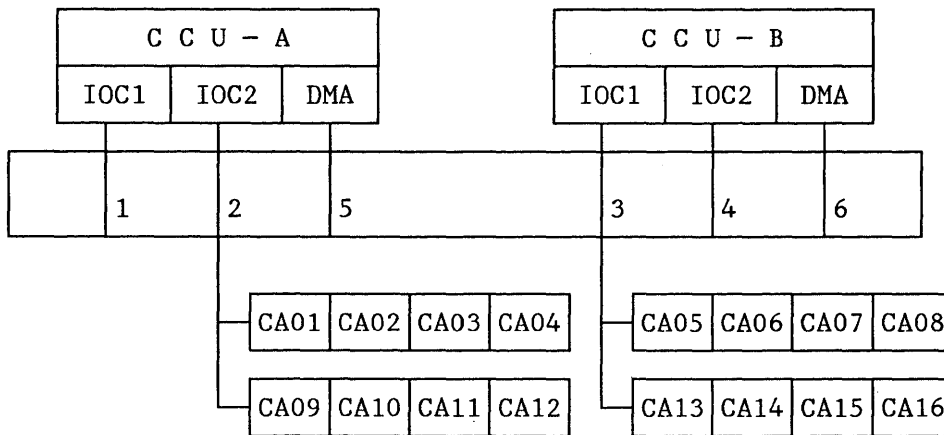 C C U – A C C U – B
IOC1 IOC2 DMA IOC1 IOC2 DMA
1 2 5 3 4 6
CA01 CA02 CA03 CA04 CA05 CA06 CA07 CA08
CA09 CA10 CA11 CA12 CA13 CA14 CA15 CA16